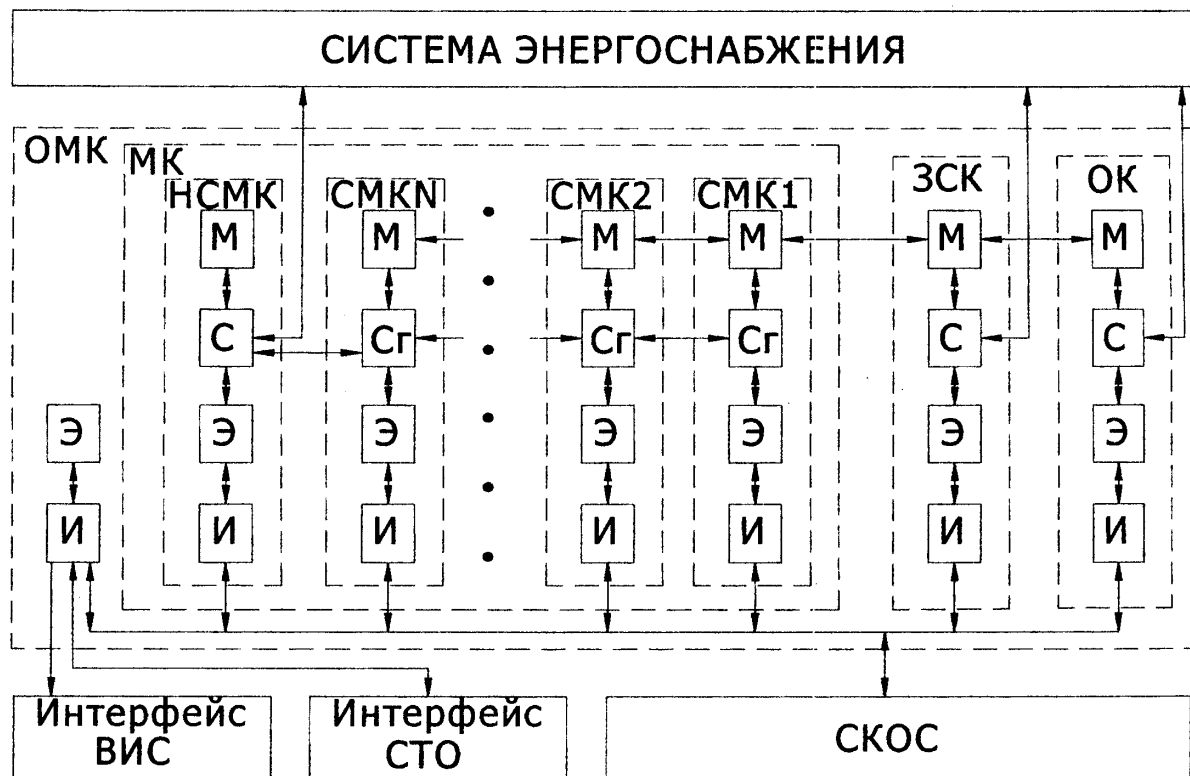 СИСТЕМА ЭНЕРГОСНАБЖЕНИЯ
ОМК
МК
НСМК СМКN СМК2 СМК1 ЗСК ОК
М М М М М М
С Сг Сг Сг С С
Э Э Э Э Э Э Э
И И И И И И И
Интерфейс ВИС
Интерфейс СТО
СКОС